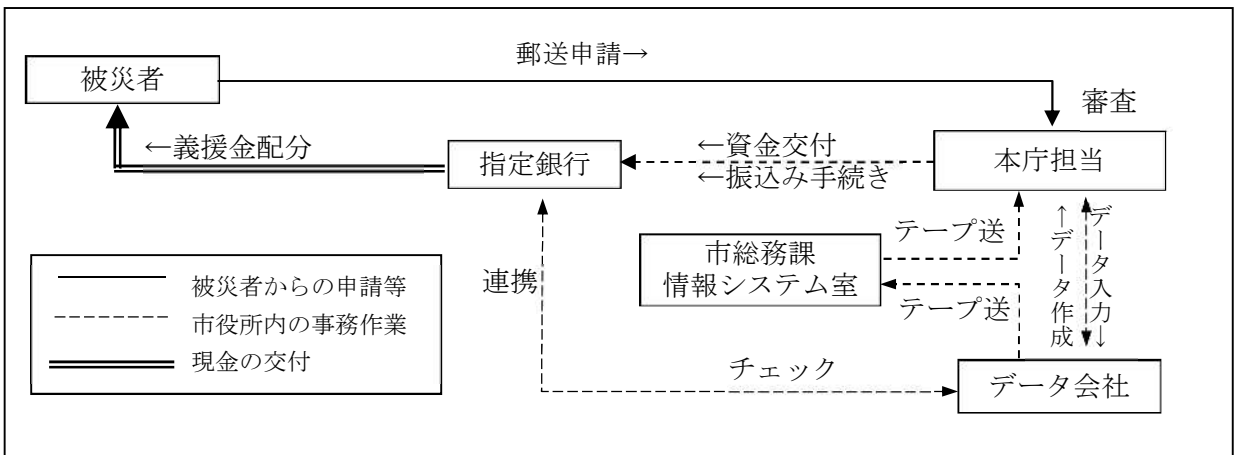 郵送申請→
被災者
審査
←義援金配分
指定銀行
←資金交付
←振込み手続き
本庁担当
テープ送
市総務課
情報システム室
テープ送
↑データ作成
データ入力↓
連携
被災者からの申請等
市役所内の事務作業
現金の交付
チェック
データ会社